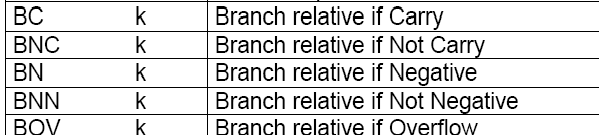 BC k Branch relative if Carry
BNC k Branch relative if Not Carry
BN k Branch relative if Negative
BNN k Branch relative if Not Negative
BOV k Branch relative if Overflow